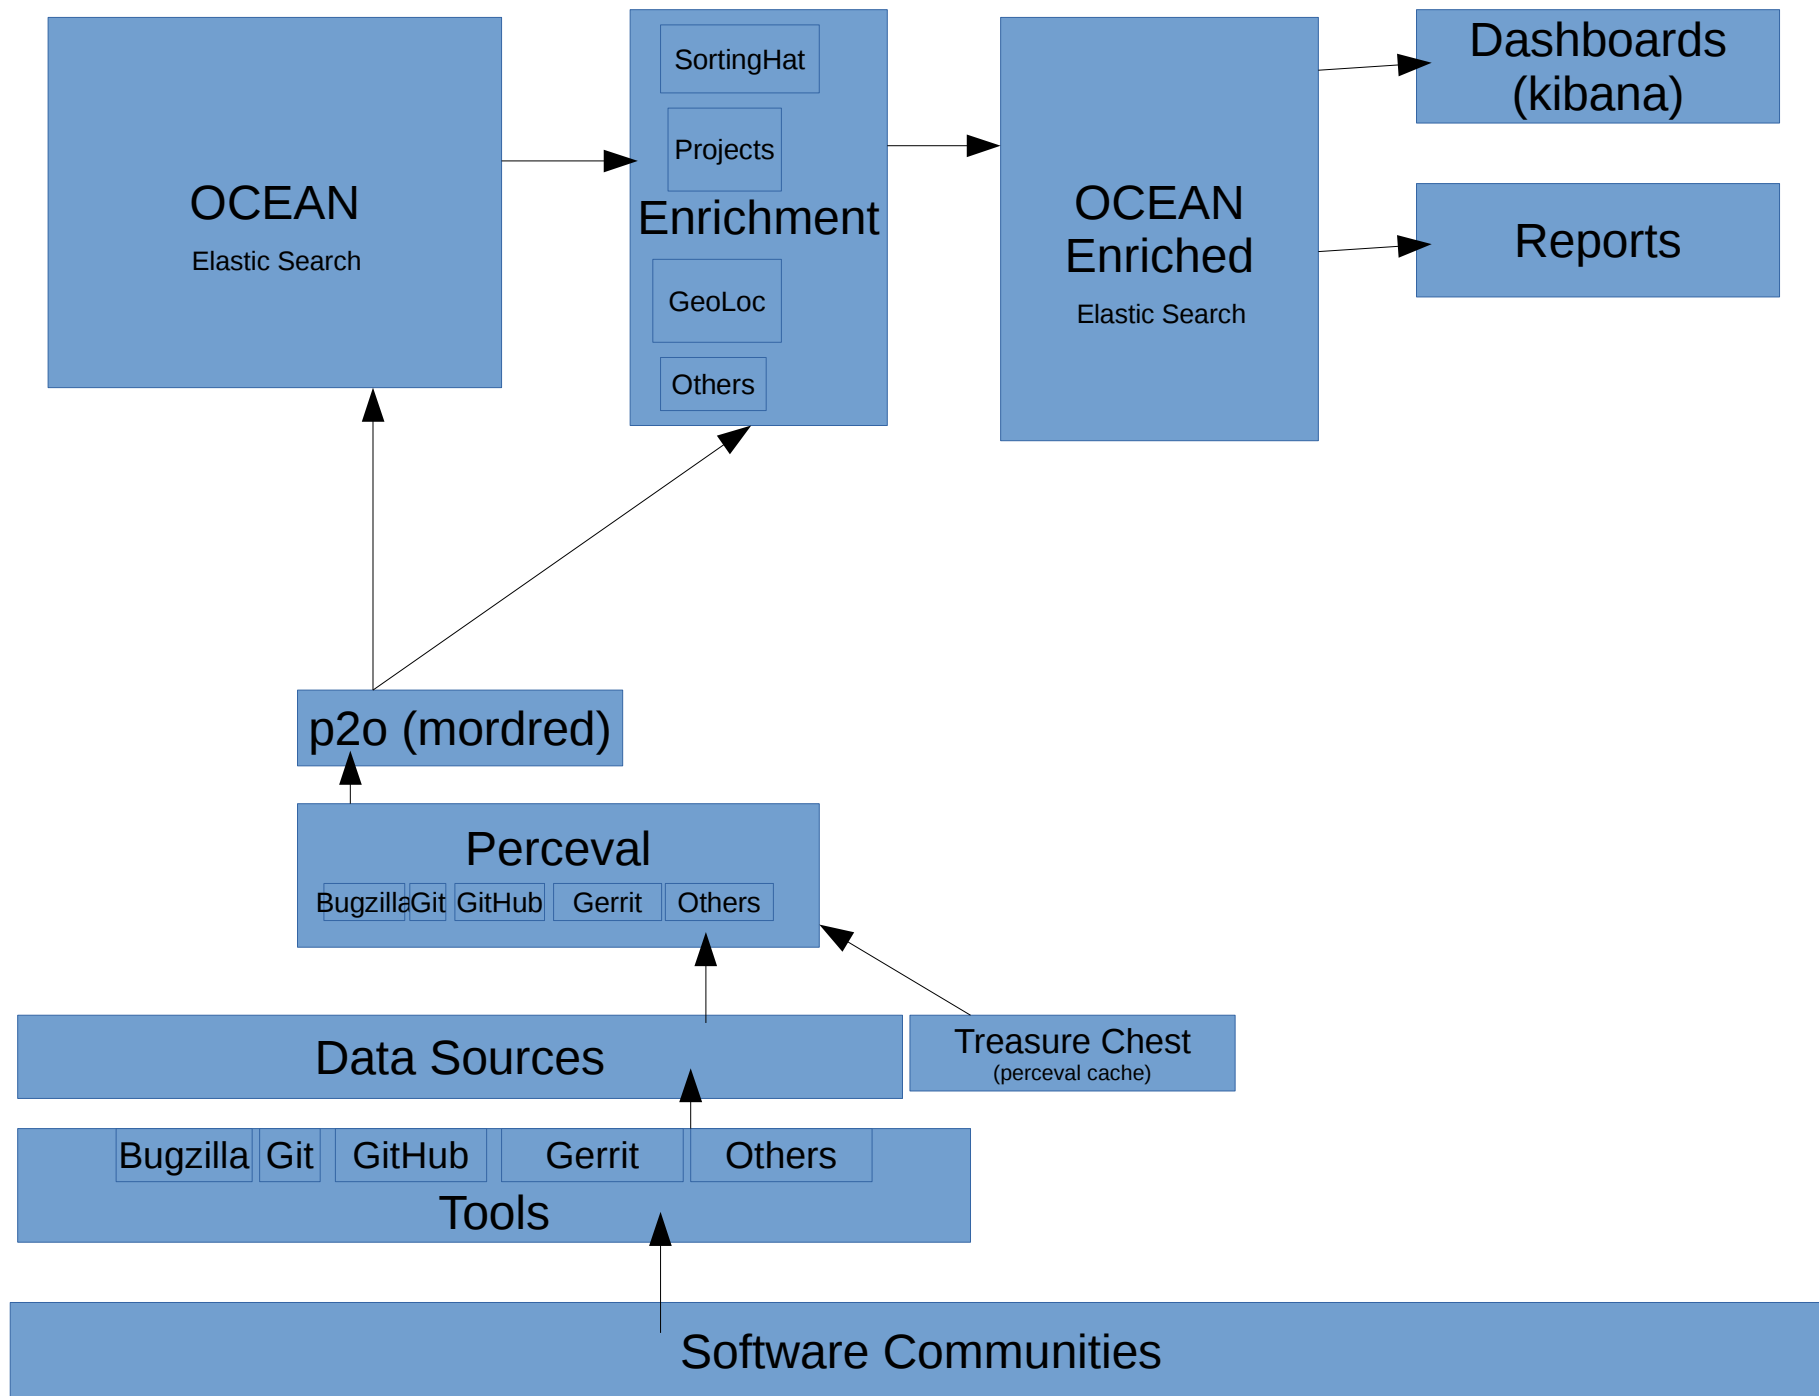 OCEAN
Elastic Search
SortingHat
Projects
Enrichment
GeoLoc
Others
OCEAN
Enriched
Elastic Search
Dashboards
(kibana)
Reports
p2o (mordred)
Perceval
Bugzilla Git GitHub Gerrit Others
Data Sources
Treasure Chest
(perceval cache)
Bugzilla Git GitHub Gerrit Others
Tools
Software Communities